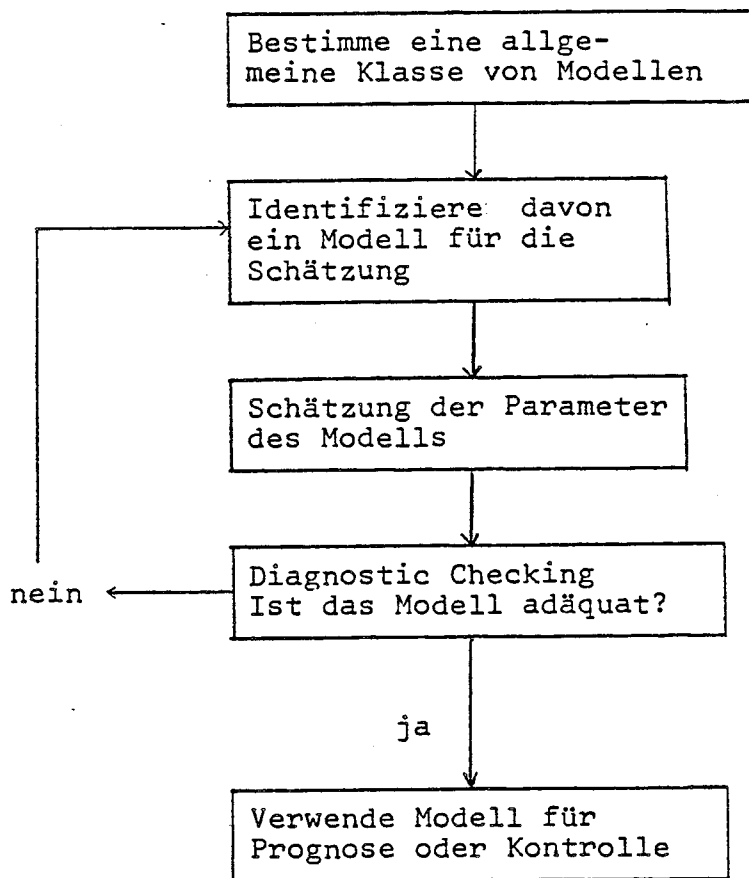 Bestimme eine allge-
meine Klasse von Modellen
Identifiziere davon
ein Modell für die
Schätzung
Schätzung der Parameter
des Modells
Diagnostic Checking
Ist das Modell adäquat?
nein
ja
Verwende Modell für
Prognose oder Kontrolle